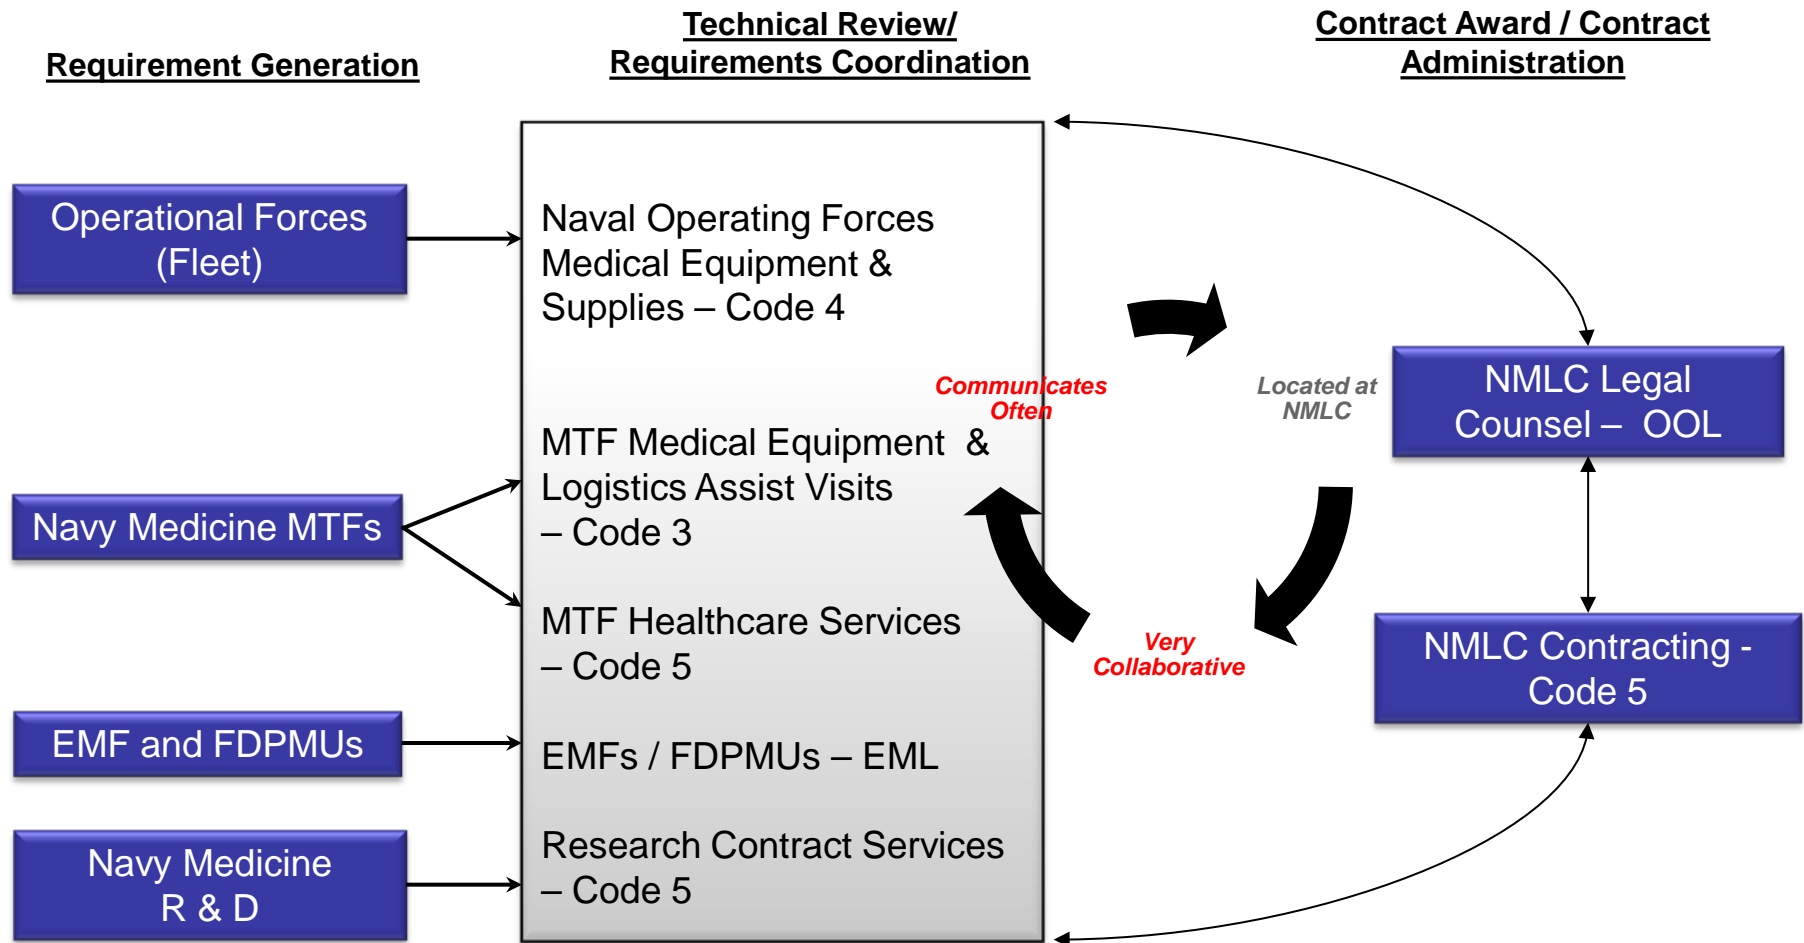 Requirement Generation
Technical Review/
Requirements Coordination
Contract Award / Contract
Administration
Operational Forces
(Fleet)
Navy Medicine MTFs
EMF and FDPMUs
Navy Medicine
R & D
Naval Operating Forces
Medical Equipment &
Supplies – Code 4
MTF Medical Equipment &
Logistics Assist Visits
– Code 3
MTF Healthcare Services
– Code 5
EMFs / FDPMUs – EML
Research Contract Services
– Code 5
Communicates
Often
Located at
NMLC
Very
Collaborative
NMLC Legal
Counsel – OOL
NMLC Contracting -
Code 5